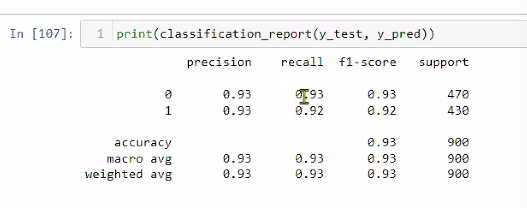 In [107]: 1 print(classification_report(y_test, y_pred))
precision recall f1-score support
0 0.93 0.93 0.93 470
1 0.93 0.92 0.92 430
accuracy 0.93 900
macro avg 0.93 0.93 0.93 900
weighted avg 0.93 0.93 0.93 900